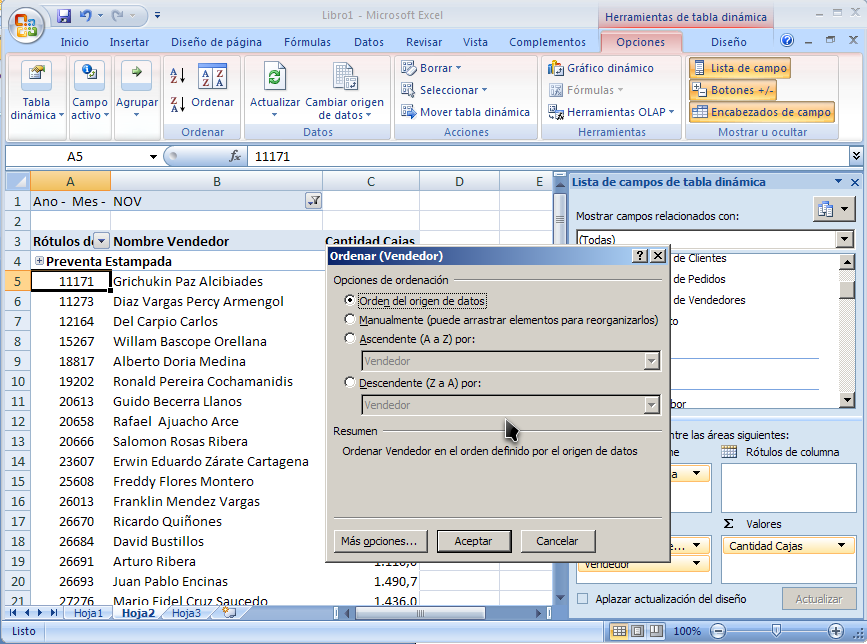 Libro1 - Microsoft Excel
Herramientas de tabla dinámica
Inicio Insertar Diseño de página Fórmulas Datos Revisar Vista Complementos Opciones Diseño
Tabla dinámica
Campo activo
Agrupar
Ordenar
Ordenar
Actualizar
Cambiar origen de datos
Datos
Borrar
Seleccionar
Mover tabla dinámica
Acciones
Gráfico dinámico
Fórmulas
Herramientas OLAP
Herramientas
Lista de campo
Botones +/-
Encabezados de campo
Mostrar u ocultar
A5 fx 11171
A B C D E
1 Ano - Mes - NOV
2
3 Rótulos de Nombre Vendedor Cantidad Cajas
4 Preventa Estampada
5 11171 Grichukin Paz Alcibiades
6 11273 Diaz Vargas Percy Armengol
7 12164 Del Carpio Carlos
8 15267 Willam Bascope Orellana
9 18817 Alberto Doria Medina
10 19202 Ronald Pereira Cochamanidis
11 20613 Guido Becerra Llanos
12 20658 Rafael Ajuacho Arce
13 20666 Salomon Rosas Ribera
14 23607 Erwin Eduardo Zárate Cartagena
15 25608 Freddy Flores Montero
16 26013 Franklin Mendez Vargas
17 26670 Ricardo Quiñones
18 26684 David Bustillos
19 26691 Arturo Ribera
20 26693 Juan Pablo Encinas 1.490,7
21 27276 Mario Fidel Cruz Saucedo 1.436,0
Ordenar (Vendedor)
Opciones de ordenación
Orden del origen de datos
Manualmente (puede arrastrar elementos para reorganizarlos)
Ascendente (A a Z) por:
Vendedor
Descendente (Z a A) por:
Vendedor
Resumen
Ordenar Vendedor en el orden definido por el origen de datos
Más opciones... Aceptar Cancelar
Lista de campos de tabla dinámica
Mostrar campos relacionados con:
(Todas)
de Clientes
de Pedidos
de Vendedores
to
dor
ntre las áreas siguientes:
ne Rótulos de columna
a
Σ Valores
e... Cantidad Cajas
Vendedor
Aplazar actualización del diseño Actualizar
Hoja1 Hoja2 Hoja3
Listo 100%